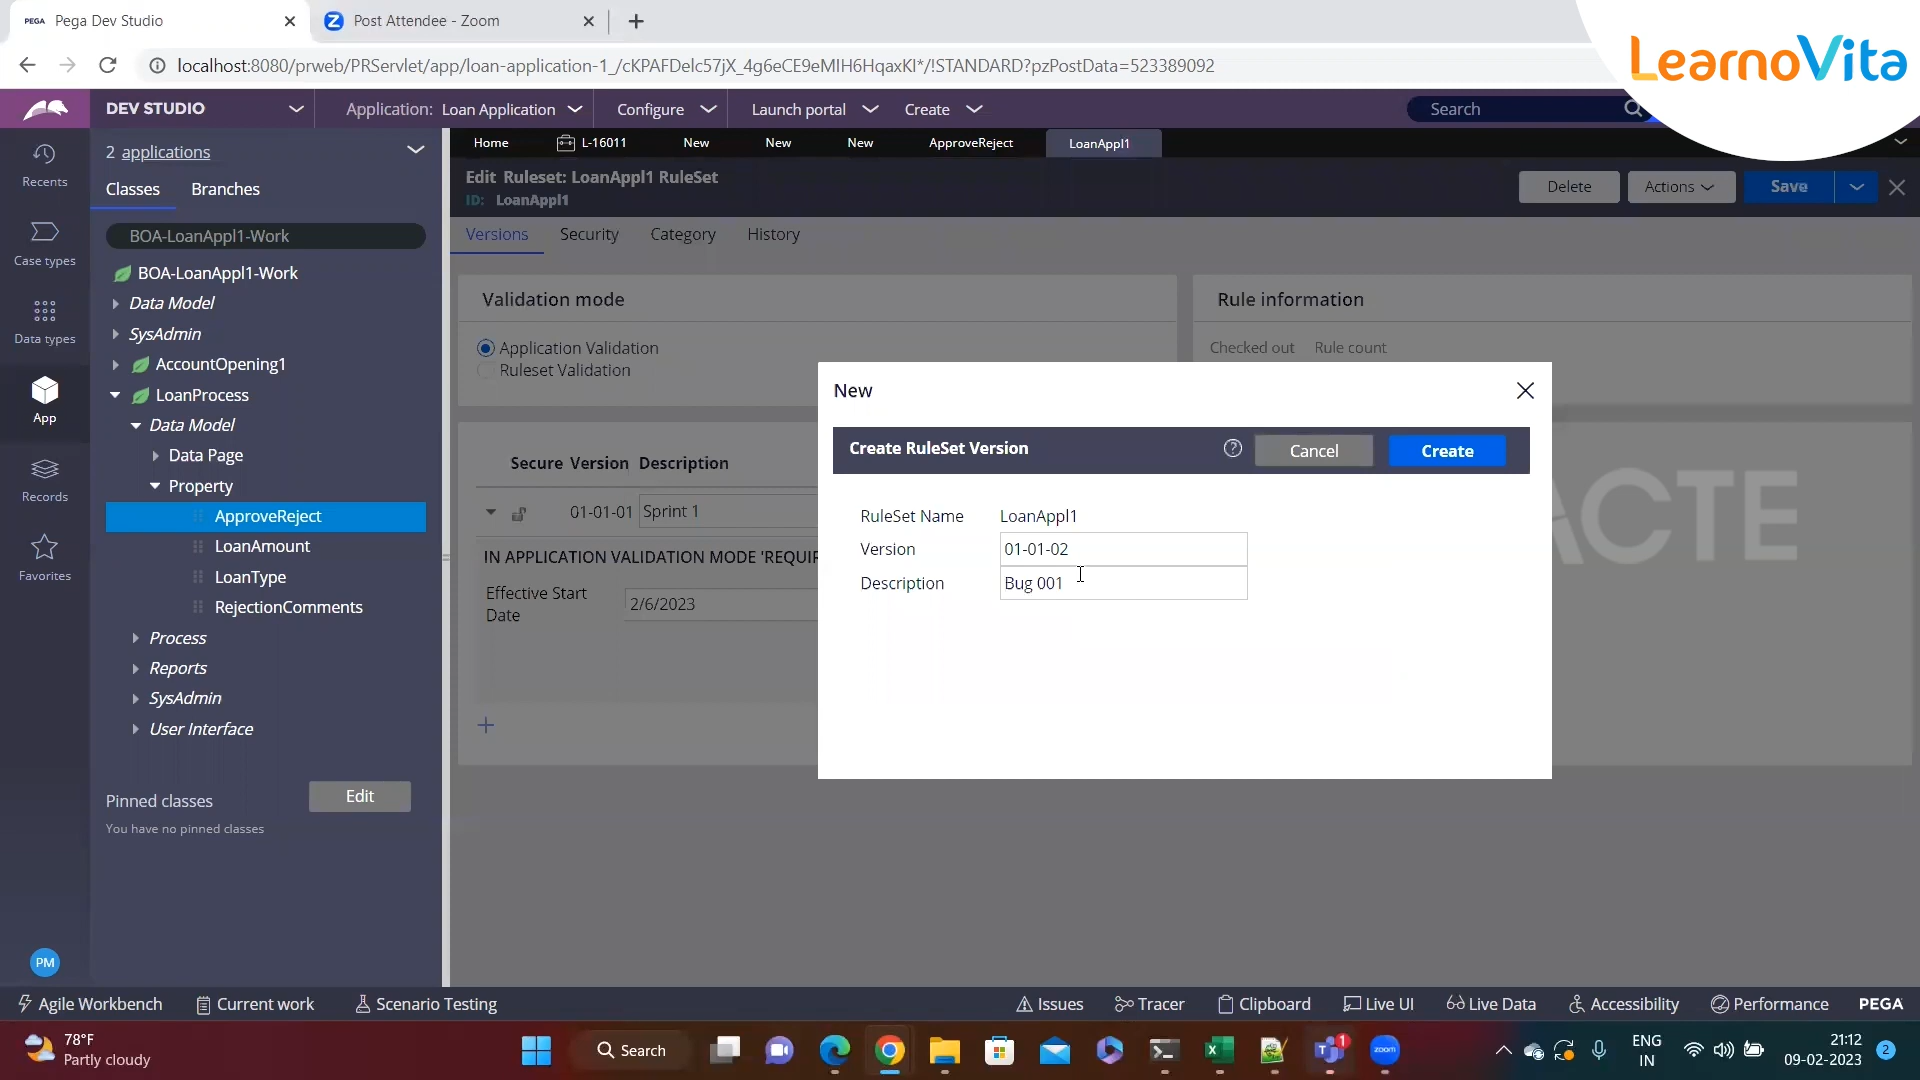 PEGA Pega Dev Studio
Z Post Attendee - Zoom
localhost:8080/prweb/PRServlet/app/loan-application-1_/cKPAFDelc57jX_4g6eCE9eMIH6HqaxKl*/!STANDARD?pzPostData=523389092
LearnoVita
DEV STUDIO
Application: Loan Application
Configure
Launch portal
Create
Search
Recents
Case types
Data types
App
Records
Favorites
PM
2 applications
Classes Branches
BOA-LoanAppl1-Work
BOA-LoanAppl1-Work
Data Model
SysAdmin
AccountOpening1
LoanProcess
Data Model
Data Page
Property
ApproveReject
LoanAmount
LoanType
RejectionComments
Process
Reports
SysAdmin
User Interface
Pinned classes
Edit
You have no pinned classes
Home L-16011 New New New ApproveReject LoanAppl1
Edit Ruleset: LoanAppl1 RuleSet
ID: LoanAppl1
Delete Actions Save
Versions Security Category History
Validation mode
Application Validation
Ruleset Validation
Rule information
Checked out Rule count
Secure Version Description
01-01-01 Sprint 1
IN APPLICATION VALIDATION MODE 'REQUIR
Effective Start
Date
2/6/2023
ACTE
New
Create RuleSet Version
Cancel Create
RuleSet Name LoanAppl1
Version 01-01-02
Description Bug 001
Agile Workbench Current work Scenario Testing
Issues Tracer Clipboard Live UI Live Data Accessibility Performance PEGA
78°F
Partly cloudy
Search
1
zoom
ENG
IN
21:12
09-02-2023
2